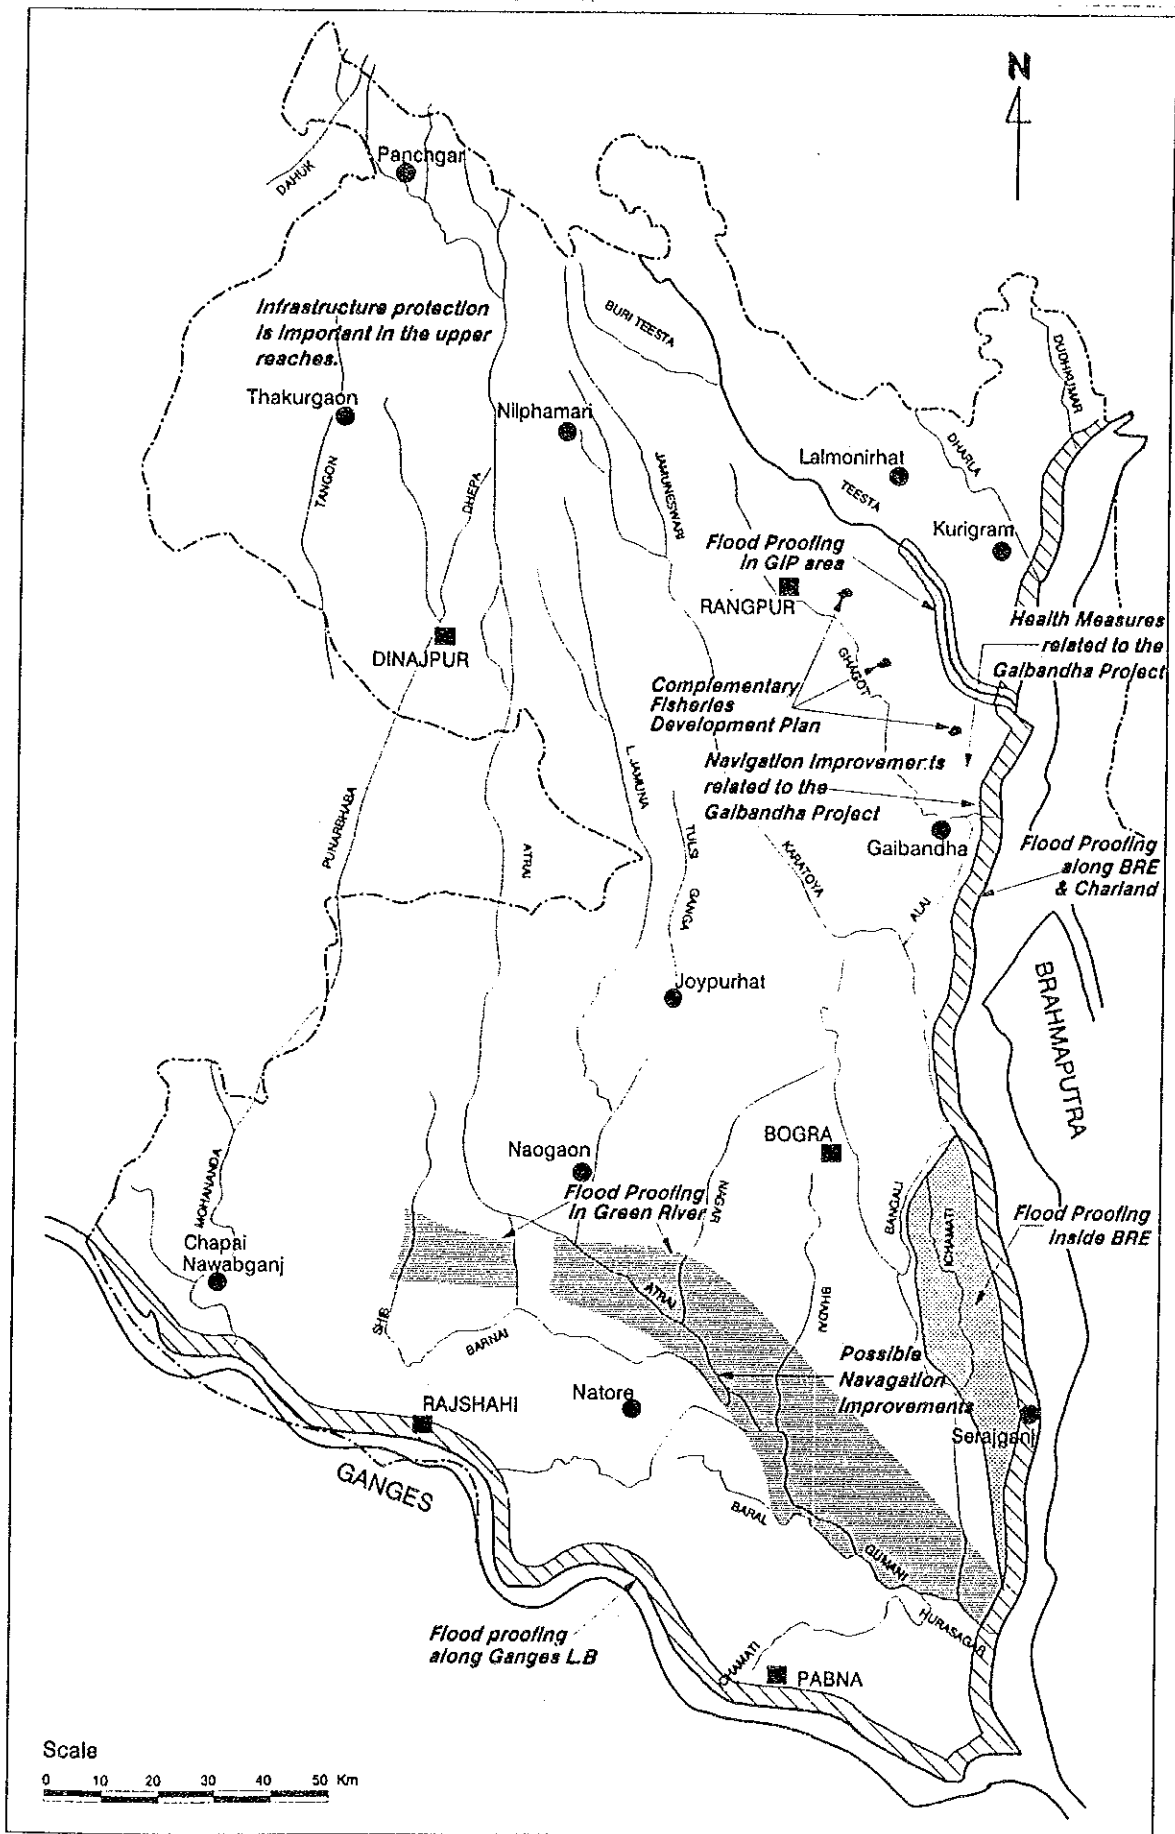 N
Panchgar
DAHUK
Infrastructure protection
is important in the upper
reaches.
BURI TEESTA
DUDHKUMAR
Thakurgaon
Nilphamari
Lalmonirhat
DHARLA
TEESTA
Kurigram
TANGON
DHEPA
JAMUNESWARI
Flood Proofing
in GIP area
RANGPUR
DINAJPUR
GHAGOT
Health Measures
related to the
Gaibandha Project
Complementary
Fisheries
Development Plan
Navigation Improvements
related to the
Gaibandha Project
L. JAMUNA
PUNARBHABA
ATRAI
TULSI
GANGA
KARATOYA
Gaibandha
ALAI
Flood Proofing
along BRE
& Charland
Joypurhat
BRAHMAPUTRA
BOGRA
Naogaon
MOHANANDA
NAGAR
Flood Proofing
in Green River
BANGALI
ICHAMATI
Flood Proofing
inside BRE
Chapai
Nawabganj
SHIB
BARNAI
ATRAI
BHADAI
Possible
Navagation
Improvements
RAJSHAHI
Natore
Serajganj
GANGES
BARAL
GUMANI
HURASAGAR
Flood proofing
along Ganges L.B
CHAMATI
PABNA
Scale
0 10 20 30 40 50 Km